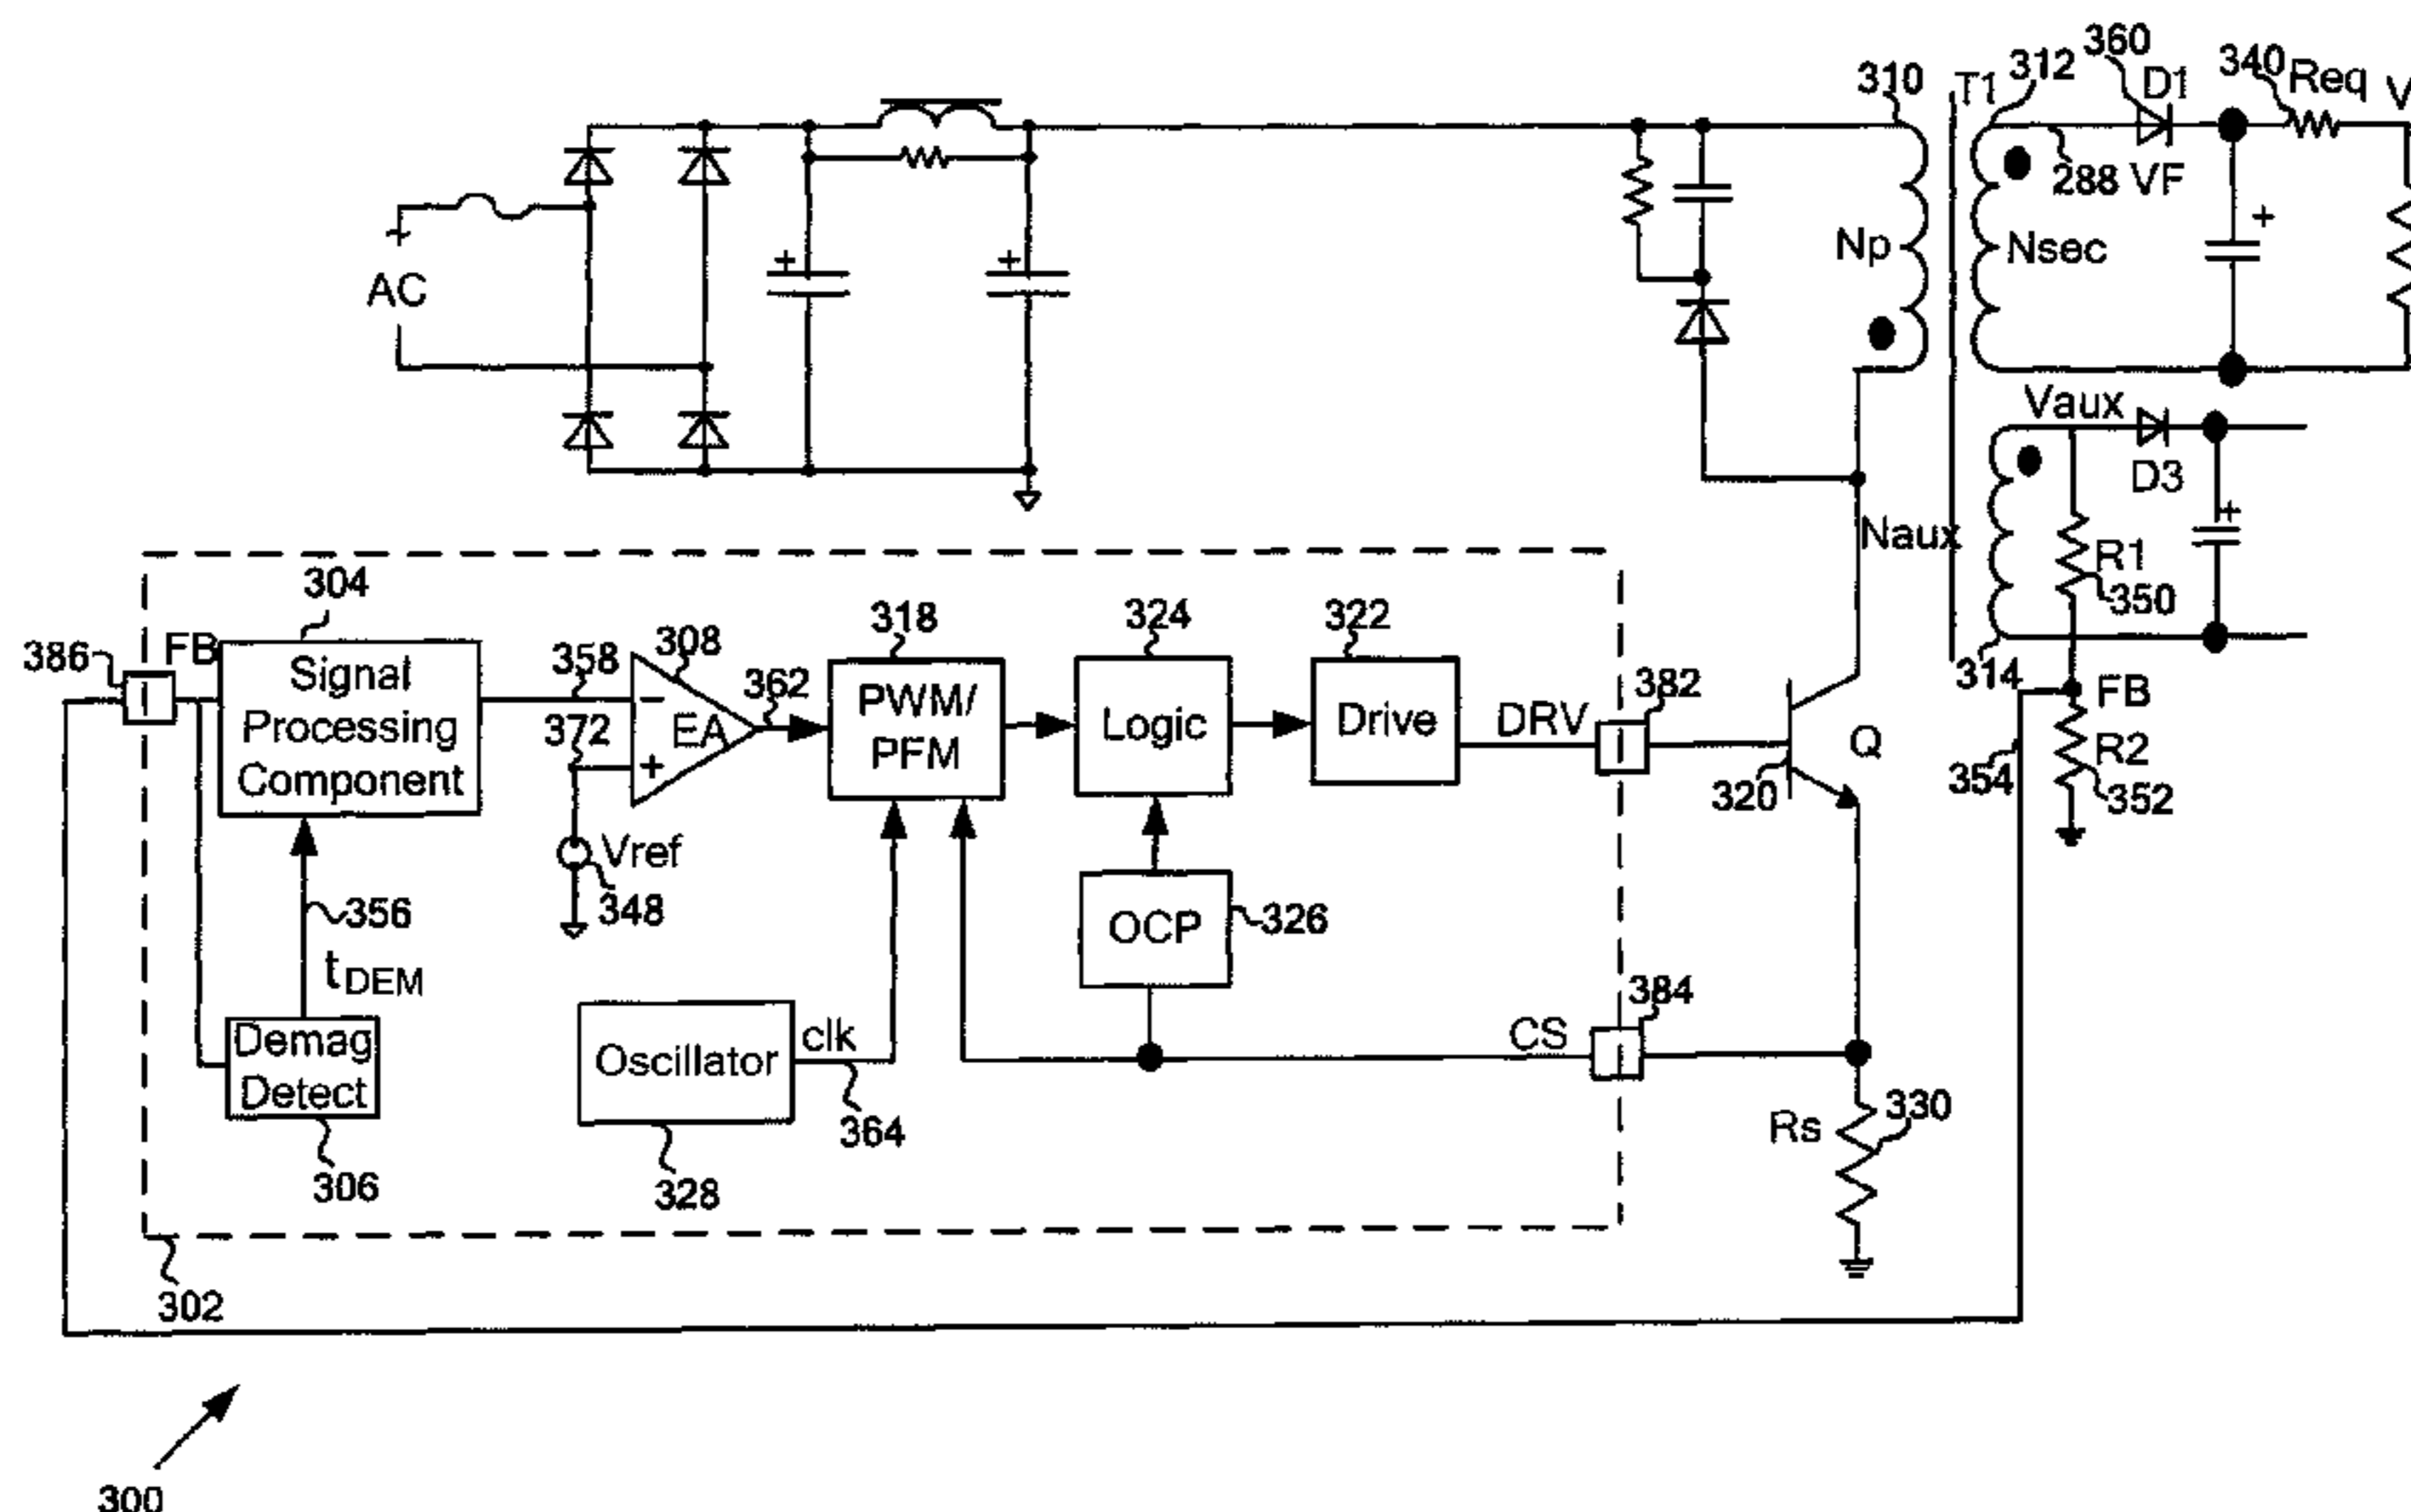 360
310
T1
312
D1
340
Req
V
288 VF
+
AC
+
+
Np
Nsec
+
Vaux
D3
+
Naux
R1
350
304
386
FB
Signal
Processing
Component
358
308
372
−
EA
+
362
318
PWM/
PFM
324
Logic
322
Drive
DRV
382
320
Q
314
FB
354
R2
352
Vref
348
356
tDEM
OCP
326
384
CS
Demag
Detect
306
Oscillator
clk
364
328
Rs
330
302
300